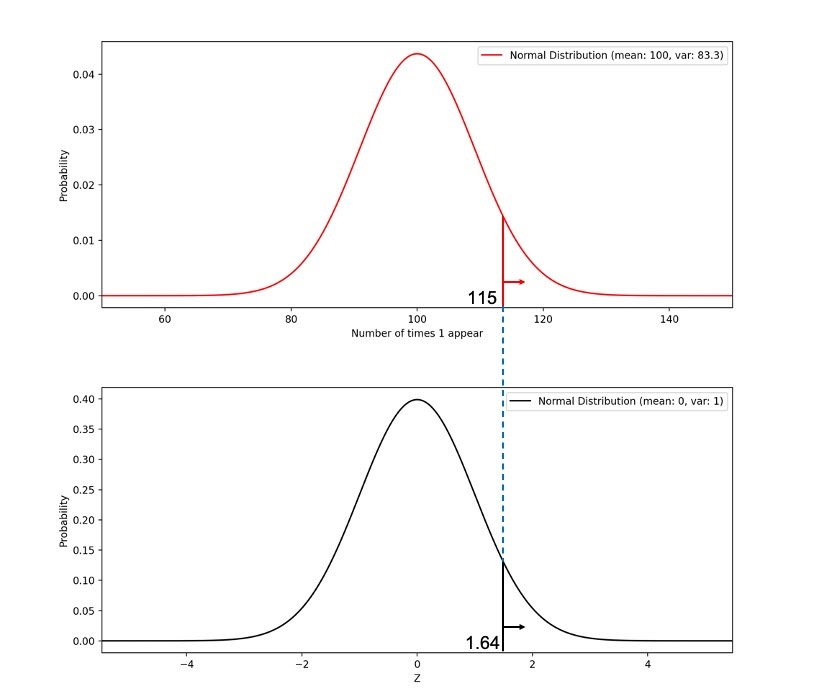 Normal Distribution (mean: 100, var: 83.3)
0.04
0.03
0.02
0.01
0.00
Probability
115
60 80 100 120 140
Number of times 1 appear
Normal Distribution (mean: 0, var: 1)
0.40
0.35
0.30
0.25
0.20
0.15
0.10
0.05
0.00
Probability
1.64
−4 −2 0 2 4
Z